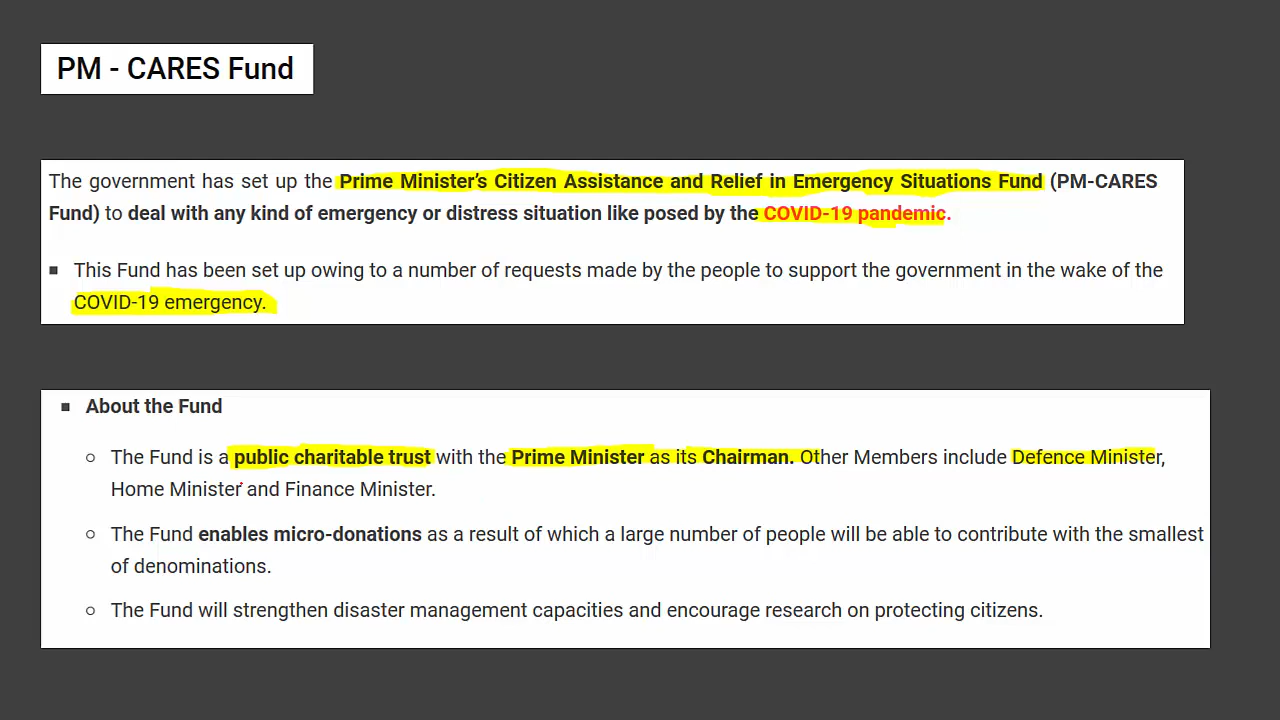 PM - CARES Fund
The government has set up the Prime Minister's Citizen Assistance and Relief in Emergency Situations Fund (PM-CARES
Fund) to deal with any kind of emergency or distress situation like posed by the COVID-19 pandemic.
▪ This Fund has been set up owing to a number of requests made by the people to support the government in the wake of the
COVID-19 emergency.
▪ About the Fund
○ The Fund is a public charitable trust with the Prime Minister as its Chairman. Other Members include Defence Minister,
Home Minister and Finance Minister.
○ The Fund enables micro-donations as a result of which a large number of people will be able to contribute with the smallest
of denominations.
○ The Fund will strengthen disaster management capacities and encourage research on protecting citizens.